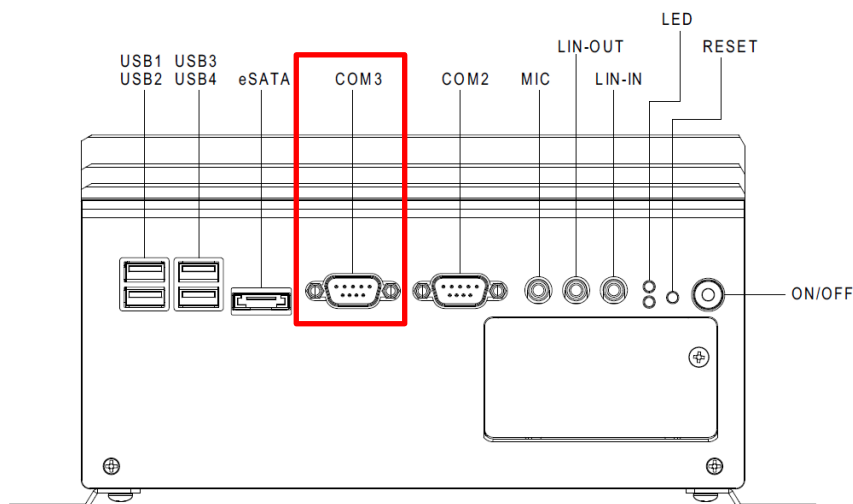 LED
LIN-OUT
RESET
USB1 USB3
USB2 USB4
eSATA
COM3
COM2
MIC
LIN-IN
ON/OFF